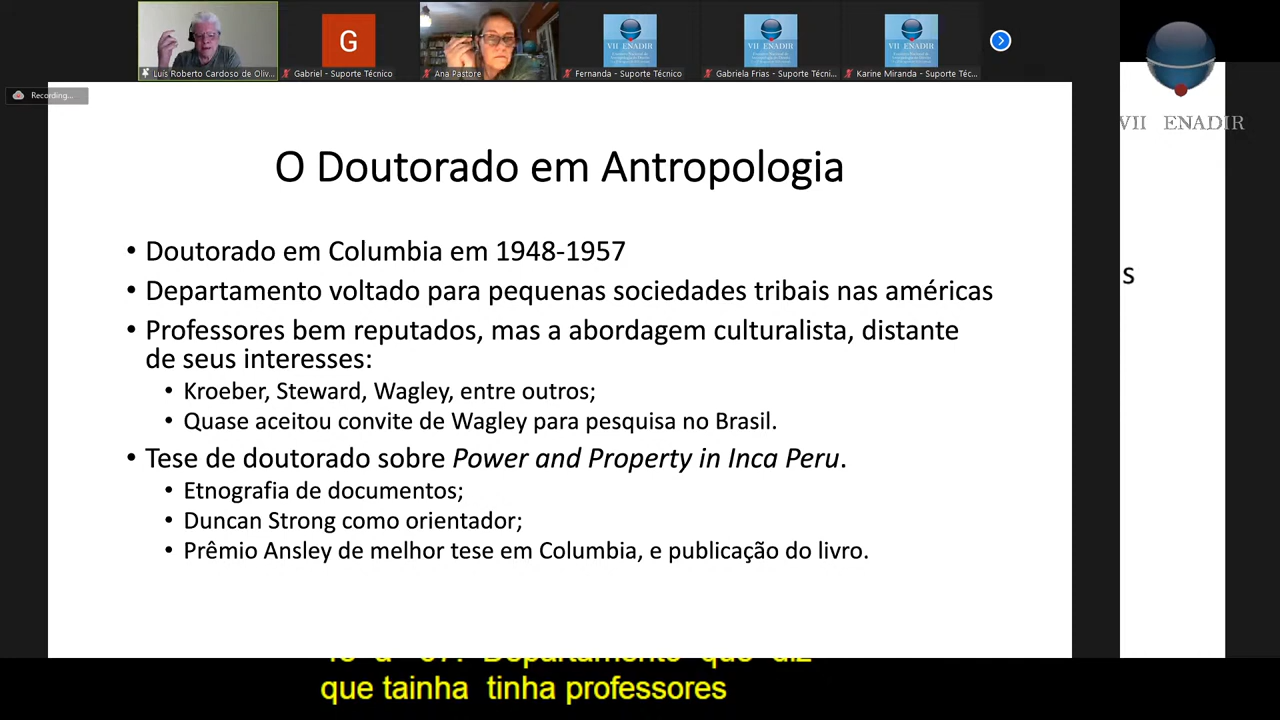 G
VII ENADIR
VII ENADIR
VII ENADIR
Luís Roberto Cardoso de Oliv...
Gabriel - Suporte Técnico
Ana Pastore
Fernanda - Suporte Técnico
Gabriela Frias - Suporte Técni...
Karine Miranda - Suporte Téc...
Recording...
VII ENADIR
O Doutorado em Antropologia
• Doutorado em Columbia em 1948-1957
s
• Departamento voltado para pequenas sociedades tribais nas américas
• Professores bem reputados, mas a abordagem culturalista, distante
de seus interesses:
• Kroeber, Steward, Wagley, entre outros;
• Quase aceitou convite de Wagley para pesquisa no Brasil.
• Tese de doutorado sobre Power and Property in Inca Peru.
• Etnografia de documentos;
• Duncan Strong como orientador;
• Prêmio Ansley de melhor tese em Columbia, e publicação do livro.
Departamento que diz
que tainha tinha professores